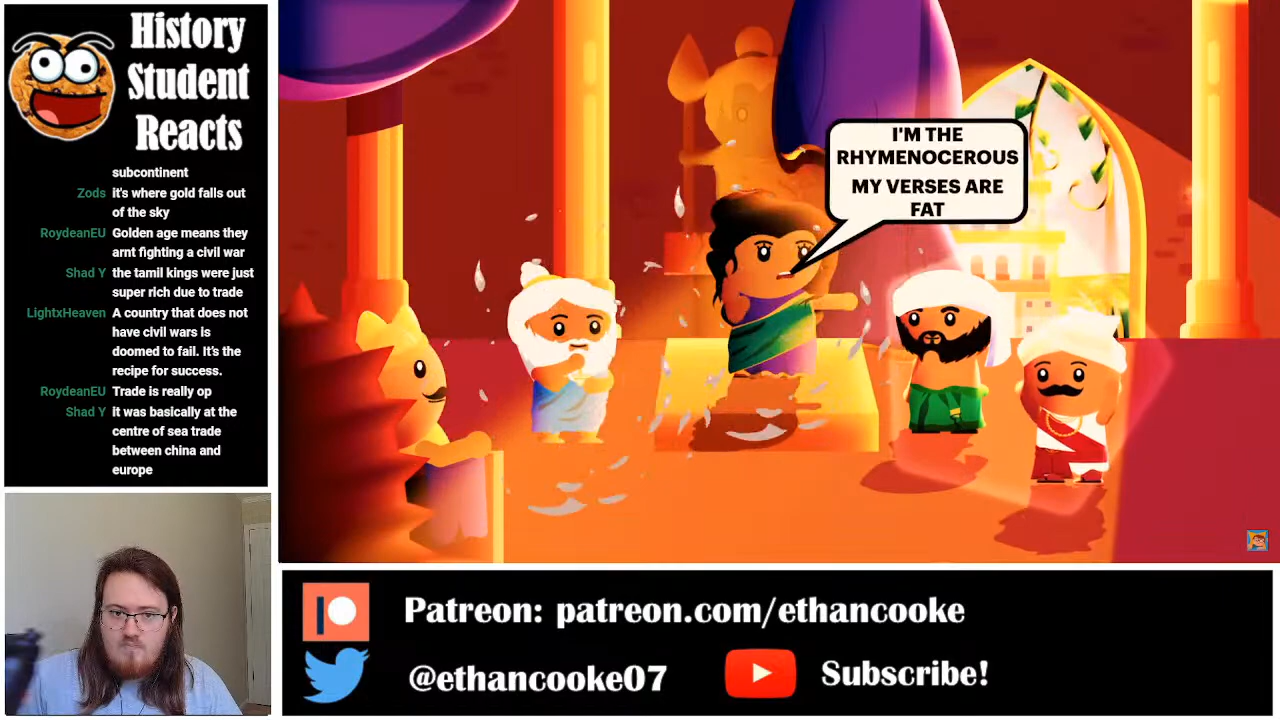 History
Student
Reacts
subcontinent
Zods it's where gold falls out
of the sky
RoydeanEU Golden age means they
arnt fighting a civil war
Shad Y the tamil kings were just
super rich due to trade
LightxHeaven A country that does not
have civil wars is
doomed to fail. It's the
recipe for success.
RoydeanEU Trade is really op
Shad Y it was basically at the
centre of sea trade
between china and
europe
I'M THE
RHYMENOCEROUS
MY VERSES ARE
FAT
Patreon: patreon.com/ethancooke
@ethancooke07
Subscribe!